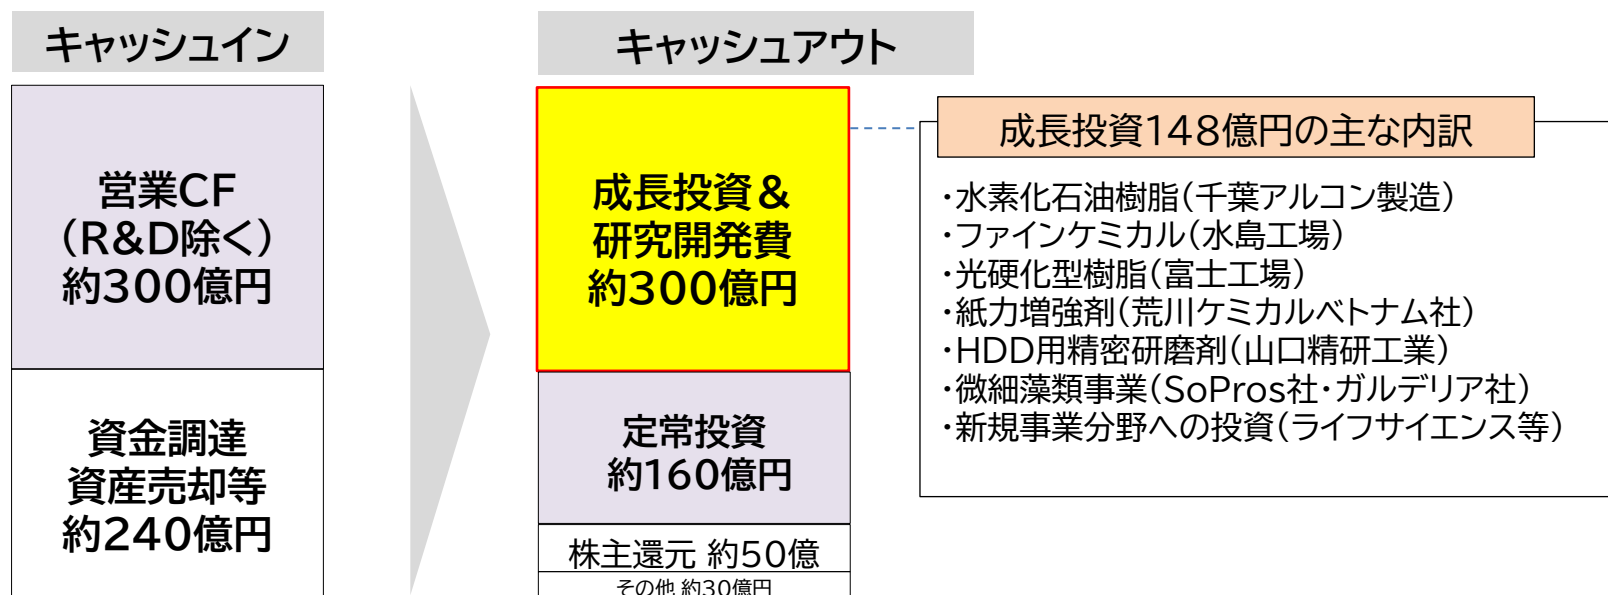 キャッシュイン
キャッシュアウト
営業CF
（R&D除く）
約300億円
資金調達
資産売却等
約240億円
成長投資＆
研究開発費
約300億円
定常投資
約160億円
株主還元 約50億
その他 約30億円
成長投資148億円の主な内訳
・水素化石油樹脂（千葉アルコン製造）
・ファインケミカル（水島工場）
・光硬化型樹脂（富士工場）
・紙力増強剤（荒川ケミカルベトナム社）
・HDD用精密研磨剤（山口精研工業）
・微細藻類事業（SoPros社・ガルデリア社）
・新規事業分野への投資（ライフサイエンス等）